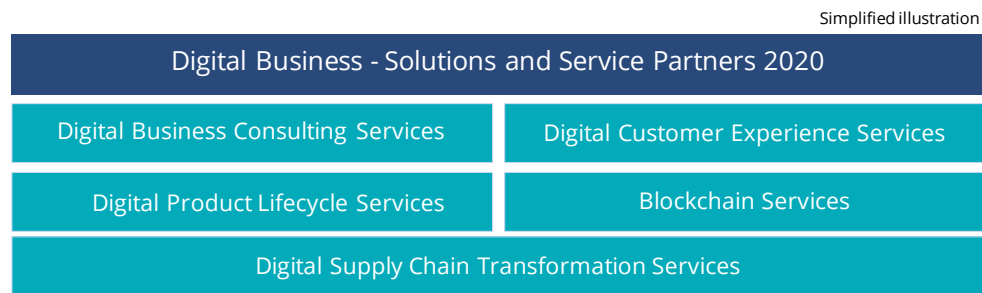 Simplified illustration
Digital Business - Solutions and Service Partners 2020
Digital Business Consulting Services
Digital Customer Experience Services
Digital Product Lifecycle Services
Blockchain Services
Digital Supply Chain Transformation Services